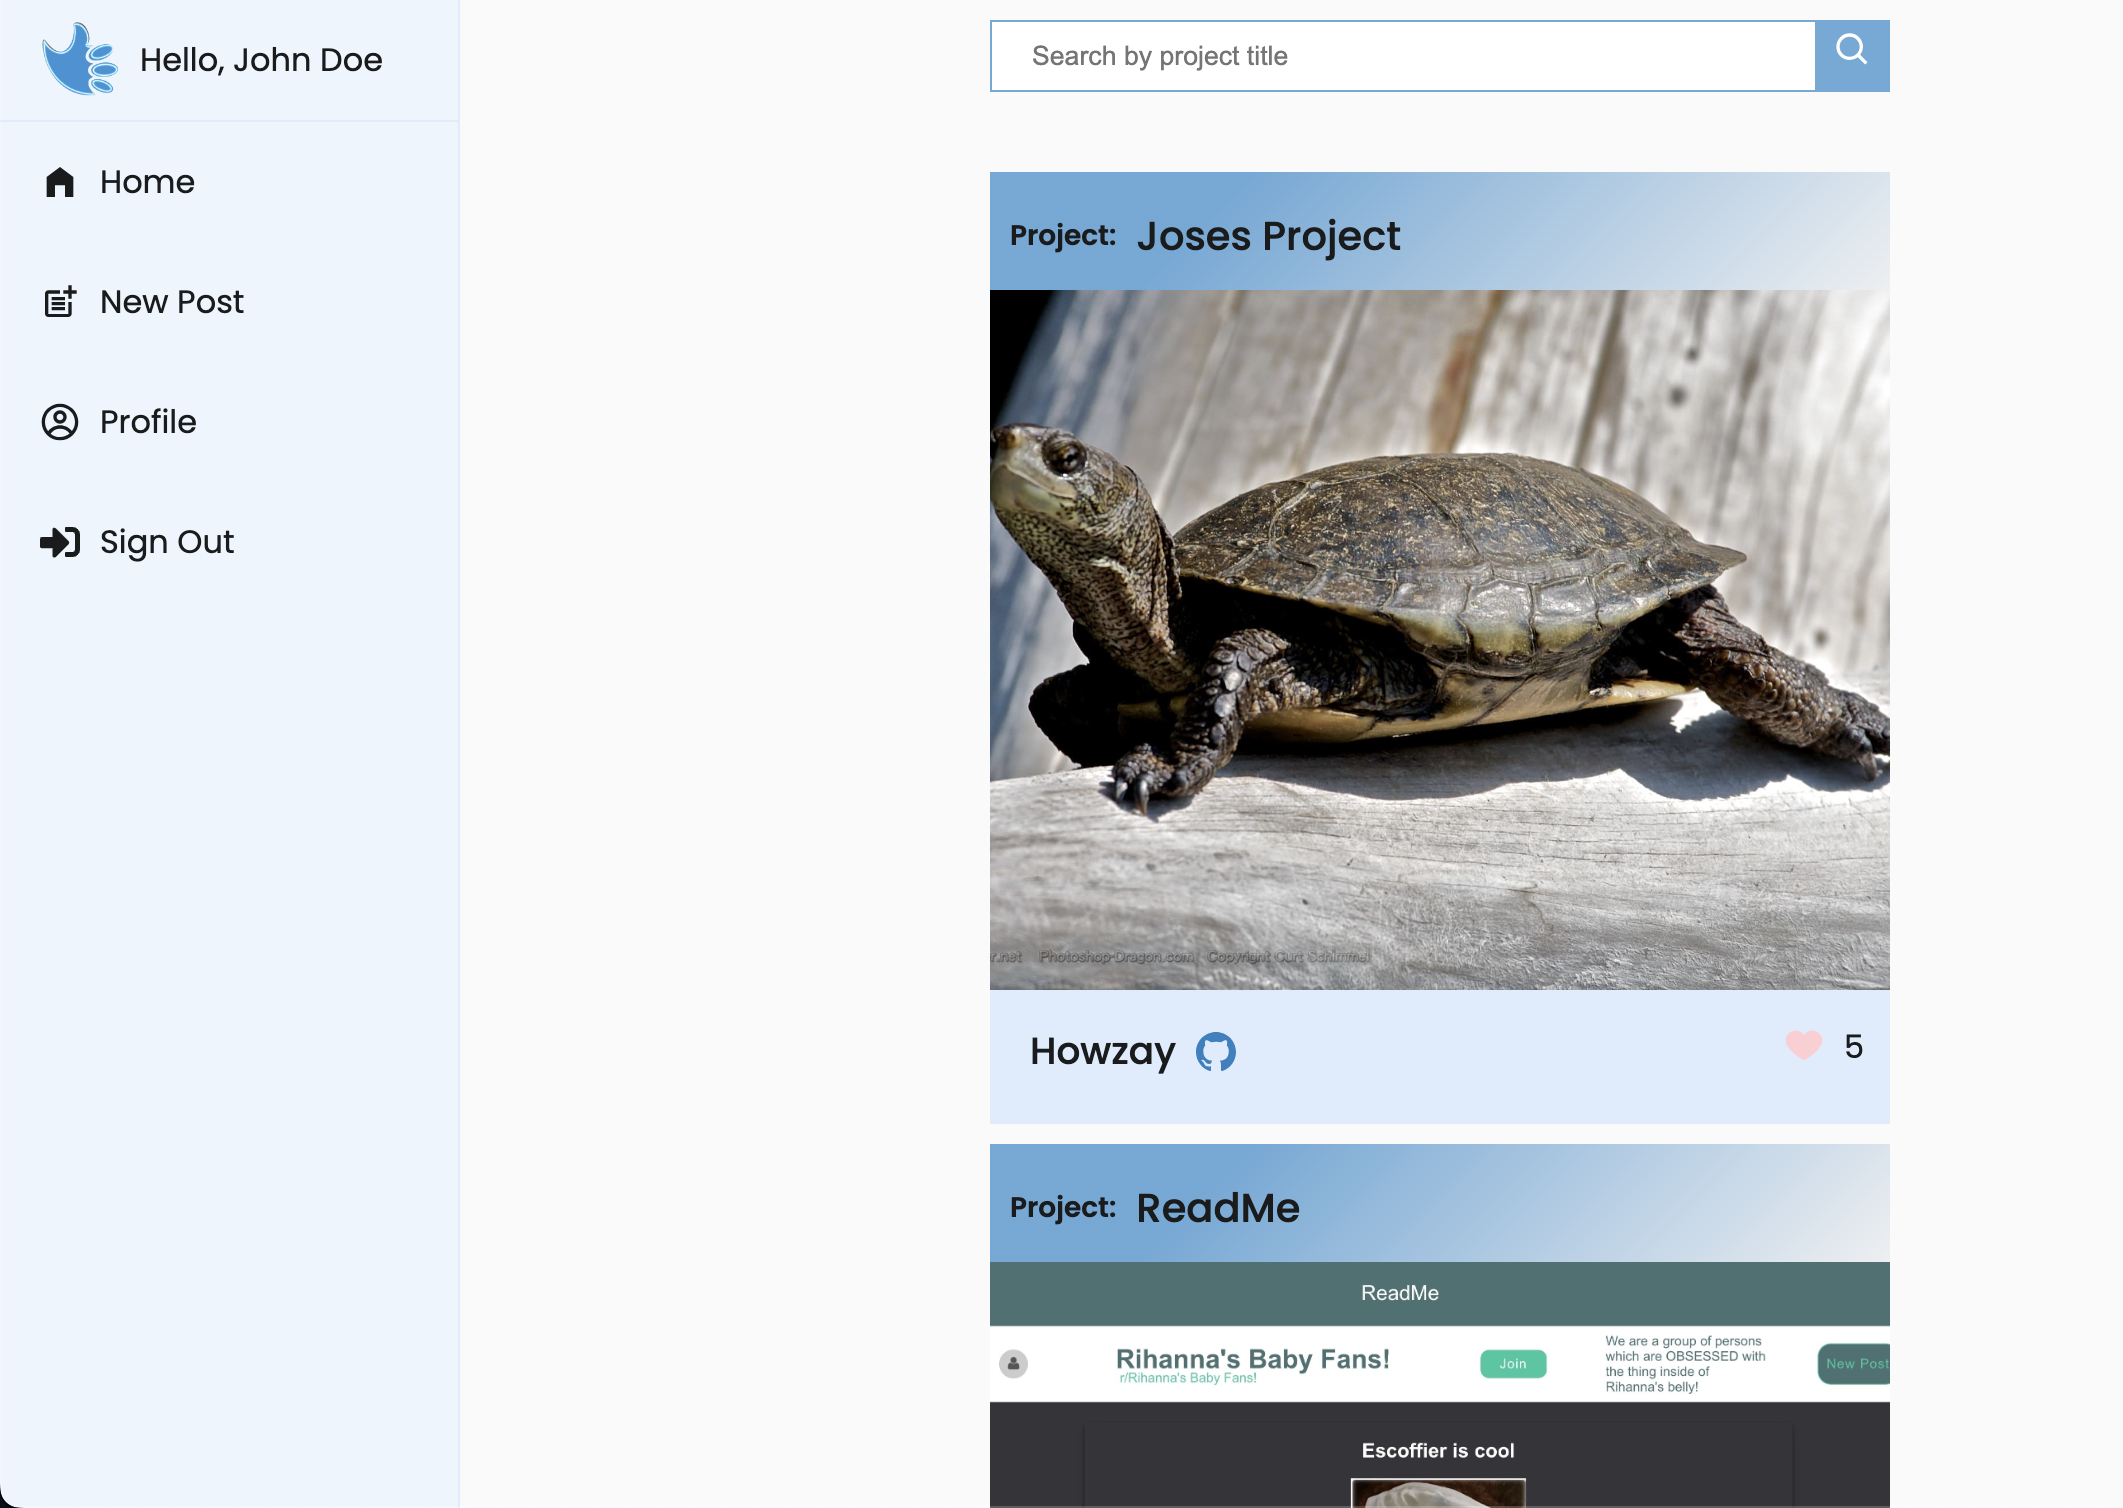 Hello, John Doe
Home
New Post
Profile
Sign Out
Search by project title
Project: Joses Project
r.net Photoshop-Dragon.com Copyright Curt Schimmel
Howzay
5
Project: ReadMe
ReadMe
Rihanna's Baby Fans!
r/Rihanna's Baby Fans!
Join
We are a group of persons
which are OBSESSED with
the thing inside of
Rihanna's belly!
New Post
Escoffier is cool